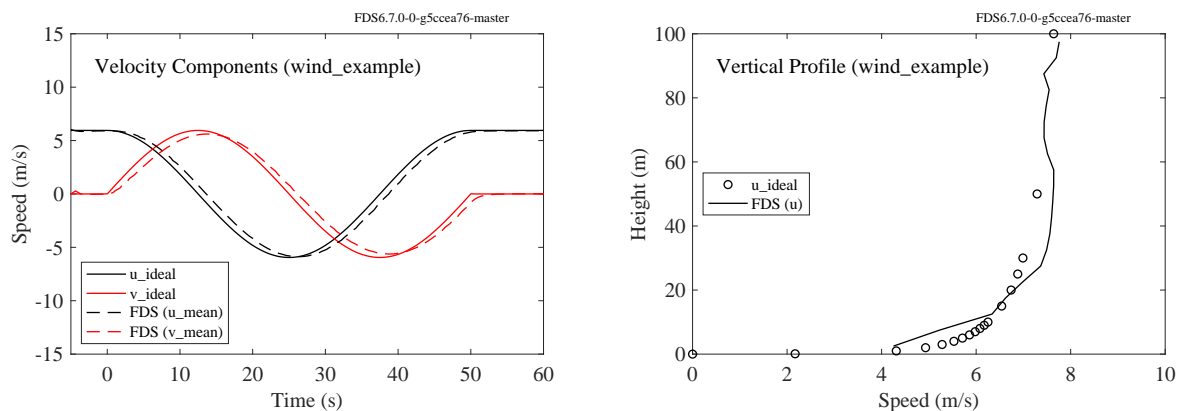 FDS6.7.0-0-g5ccea76-master
Velocity Components (wind_example)
15
10
5
0
-5
-10
-15
Speed (m/s)
u_ideal
v_ideal
FDS (u_mean)
FDS (v_mean)
0 10 20 30 40 50 60
Time (s)
FDS6.7.0-0-g5ccea76-master
Vertical Profile (wind_example)
100
80
60
40
20
0
Height (m)
u_ideal
FDS (u)
0 2 4 6 8 10
Speed (m/s)